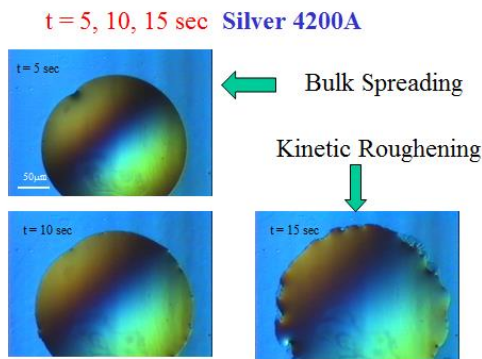 t = 5, 10, 15 sec Silver 4200A
t = 5 sec
Bulk Spreading
50μm
Kinetic Roughening
t = 10 sec
t = 15 sec